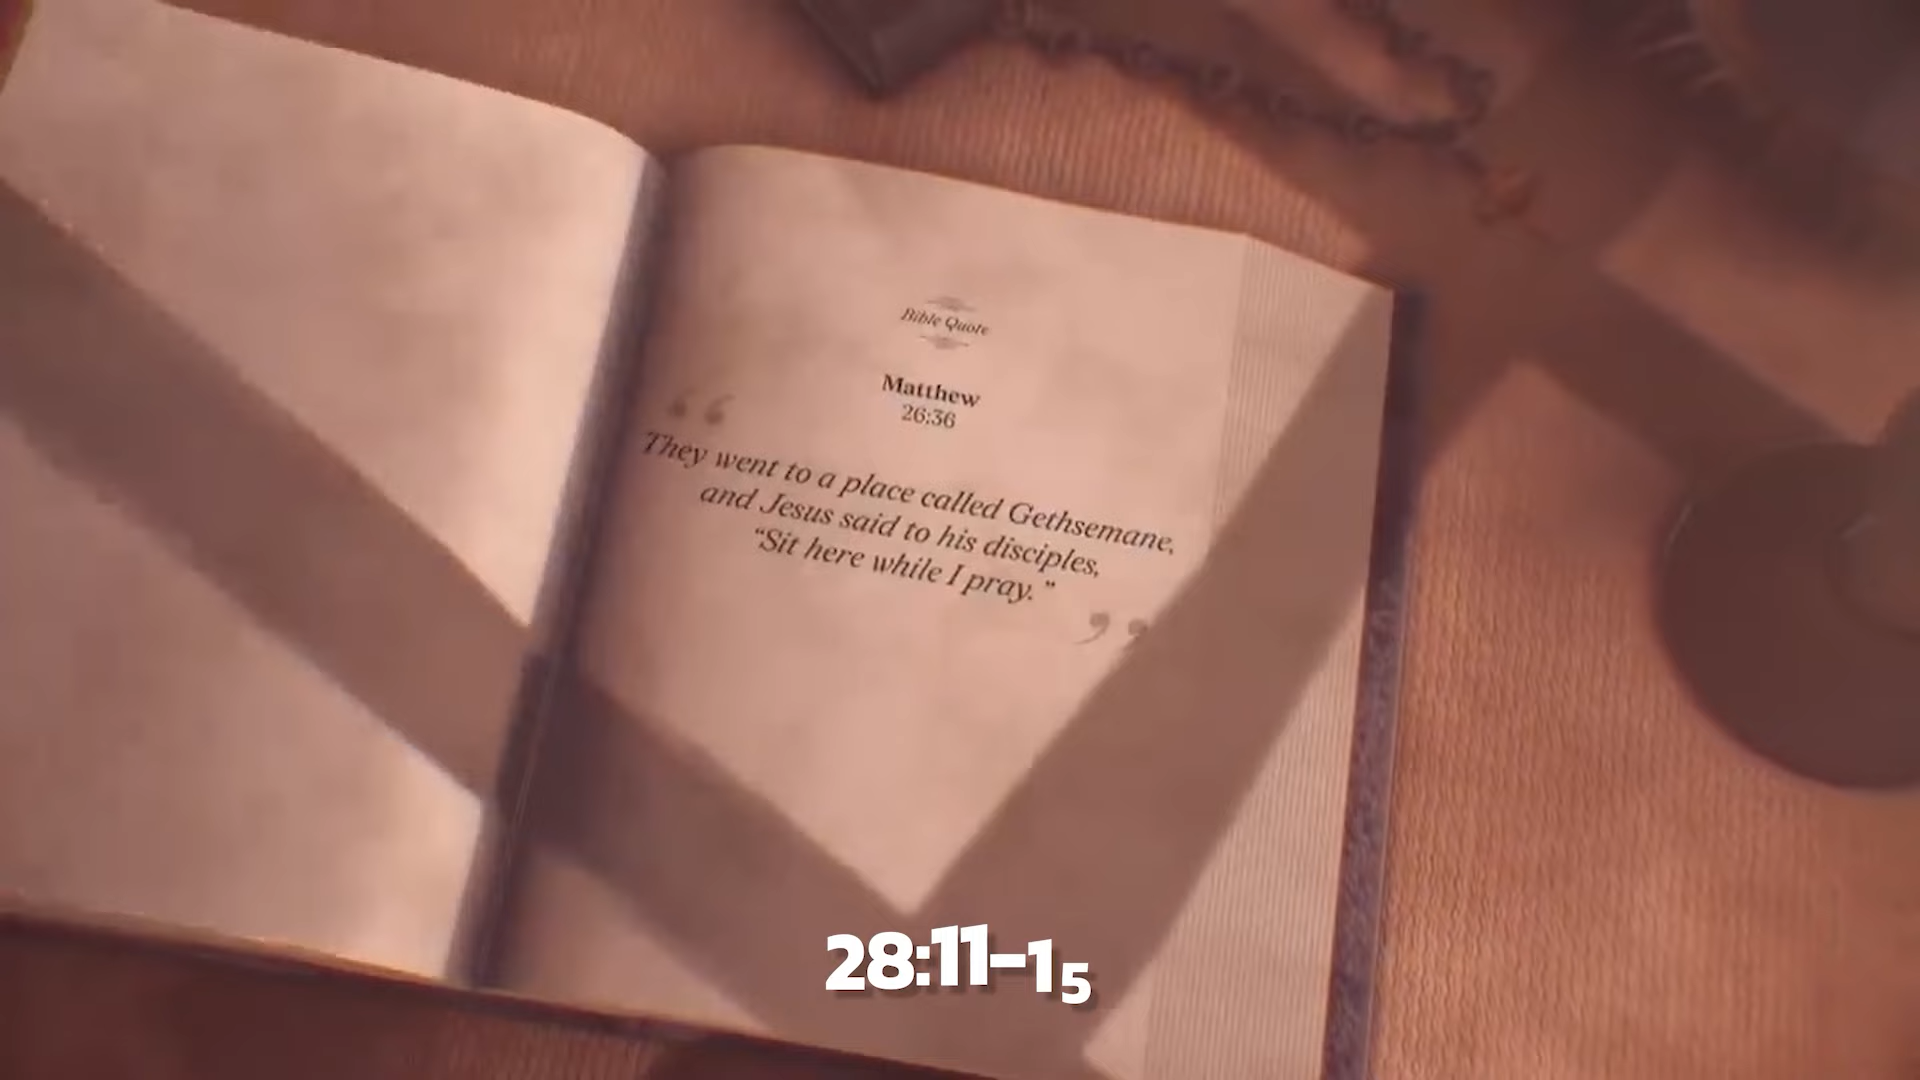 Bible Quote
Matthew
26:36
“
They went to a place called Gethsemane,
and Jesus said to his disciples,
“Sit here while I pray.”
”
28:11–15